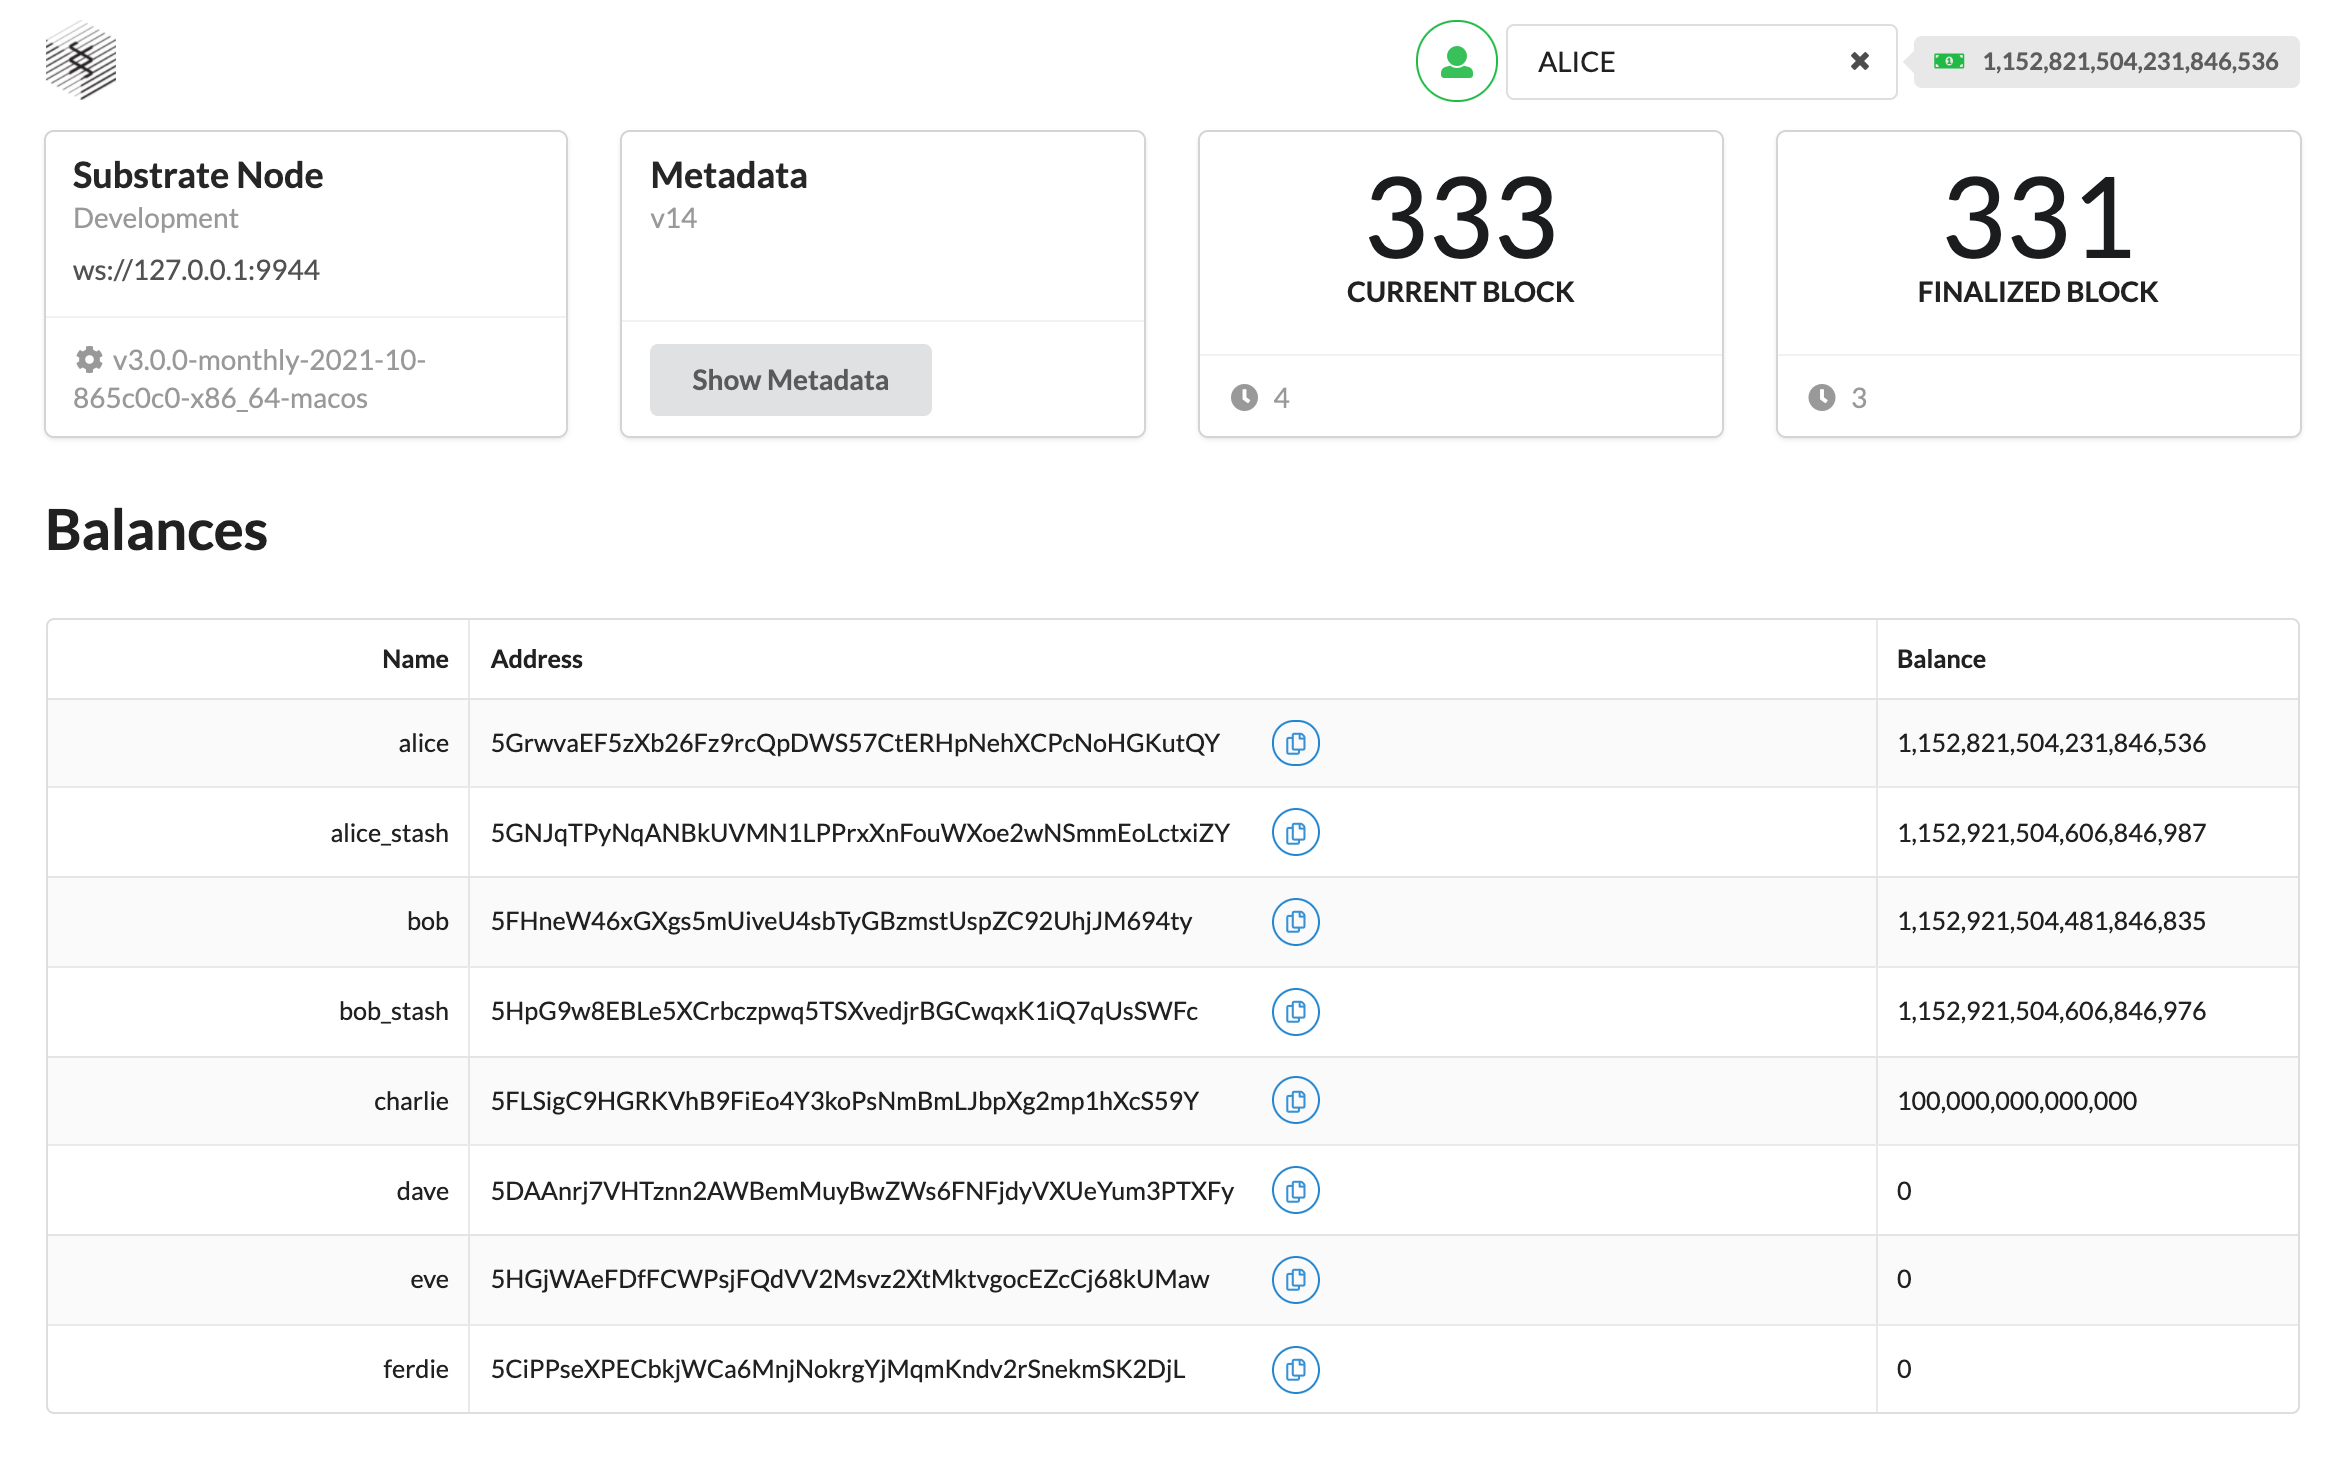 ALICE
1,152,821,504,231,846,536
Substrate Node
Development
ws://127.0.0.1:9944
v3.0.0-monthly-2021-10-
865c0c0-x86_64-macos
Metadata
v14
Show Metadata
333
CURRENT BLOCK
4
331
FINALIZED BLOCK
3
Balances
Name Address Balance
alice 5GrwvaEF5zXb26Fz9rcQpDWS57CtERHpNehXCPcNoHGKutQY 1,152,821,504,231,846,536
alice_stash 5GNJqTPyNqANBkUVMN1LPPrxXnFouWXoe2wNSmmEoLctxiZY 1,152,921,504,606,846,987
bob 5FHneW46xGXgs5mUiveU4sbTyGBzmstUspZC92UhjJM694ty 1,152,921,504,481,846,835
bob_stash 5HpG9w8EBLe5XCrbczpwq5TSXvedjrBGCwqxK1iQ7qUsSWFc 1,152,921,504,606,846,976
charlie 5FLSigC9HGRKVhB9FiEo4Y3koPsNmBmLJbpXg2mp1hXcS59Y 100,000,000,000,000
dave 5DAAnrj7VHTznn2AWBemMuyBwZWs6FNFjdyVXUeYum3PTXFy 0
eve 5HGjWAeFDfFCWPsjFQdVV2Msvz2XtMktvgocEZcCj68kUMaw 0
ferdie 5CiPPseXPECbkjWCa6MnjNokrgYjMqmKndv2rSnekmSK2DjL 0